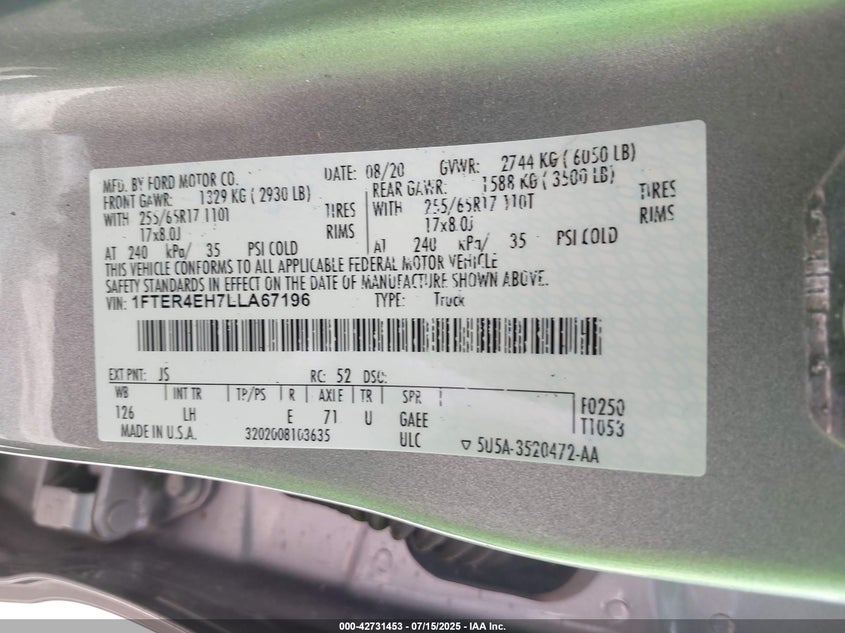 MFD. BY FORD MOTOR CO. DATE: 08/20 GVWR: 2744 KG ( 6050 LB)
FRONT GAWR: 1329 KG ( 2930 LB) REAR GAWR: 1588 KG ( 3500 LB)
WITH 255/65R17 110T TIRES WITH 255/65R17 110T TIRES
17x8.0J RIMS 17x8.0J RIMS
AT 240 kPa/ 35 PSI COLD AT 240 kPa/ 35 PSI COLD
THIS VEHICLE CONFORMS TO ALL APPLICABLE FEDERAL MOTOR VEHICLE
SAFETY STANDARDS IN EFFECT ON THE DATE OF MANUFACTURE SHOWN ABOVE.
VIN: 1FTER4EH7LLA67196 TYPE: Truck
EXT PNT: JS RC: 52 DSO:
WB INT TR TP/PS R AXLE TR SPR
126 LH E 71 U GAEE F0250
MADE IN U.S.A. 3202008103635 ULC T1053
5U5A-3520472-AA
000-42731453 - 07/15/2025 - IAA Inc.